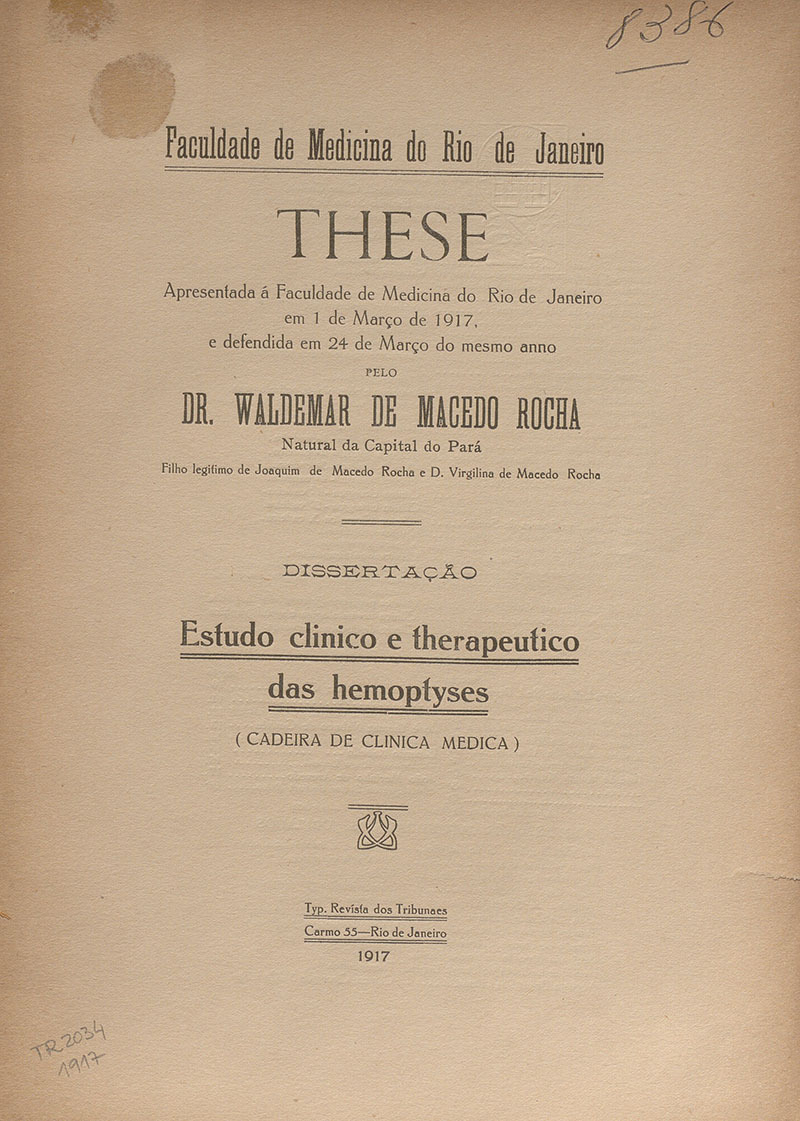 8386
Faculdade de Medicina do Rio de Janeiro
THESE
Apresentada á Faculdade de Medicina do Rio de Janeiro
em 1 de Março de 1917,
e defendida em 24 de Março do mesmo anno
PELO
DR. WALDEMAR DE MACEDO ROCHA
Natural da Capital do Pará
Filho legitimo de Joaquim de Macedo Rocha e D. Virgilina de Macedo Rocha
DISSERTAÇÃO
Estudo clinico e therapeutico
das hemoptyses
( CADEIRA DE CLINICA MEDICA )
Typ. Revista dos Tribunaes
Carmo 55—Rio de Janeiro
1917
TR2034
1917